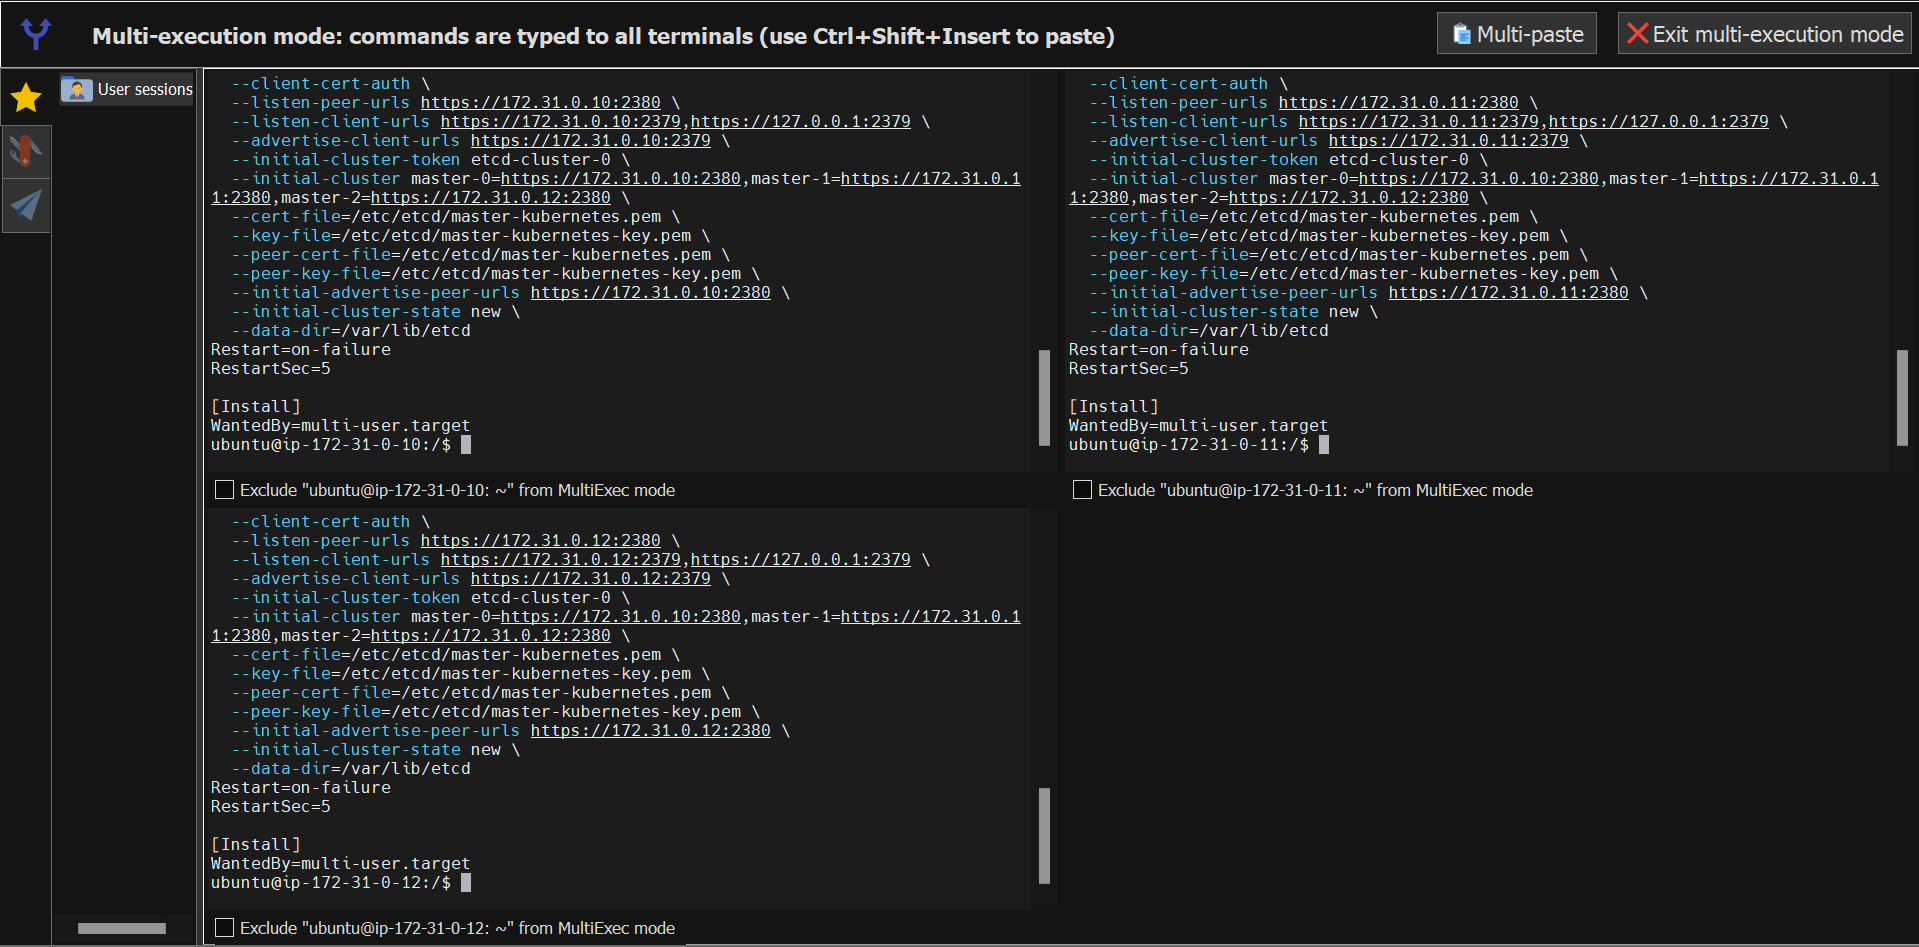 Multi-execution mode: commands are typed to all terminals (use Ctrl+Shift+Insert to paste)
Multi-paste
Exit multi-execution mode
User sessions
--client-cert-auth \
--listen-peer-urls https://172.31.0.10:2380 \
--listen-client-urls https://172.31.0.10:2379,https://127.0.0.1:2379 \
--advertise-client-urls https://172.31.0.10:2379 \
--initial-cluster-token etcd-cluster-0 \
--initial-cluster master-0=https://172.31.0.10:2380,master-1=https://172.31.0.1
1:2380,master-2=https://172.31.0.12:2380 \
--cert-file=/etc/etcd/master-kubernetes.pem \
--key-file=/etc/etcd/master-kubernetes-key.pem \
--peer-cert-file=/etc/etcd/master-kubernetes.pem \
--peer-key-file=/etc/etcd/master-kubernetes-key.pem \
--initial-advertise-peer-urls https://172.31.0.10:2380 \
--initial-cluster-state new \
--data-dir=/var/lib/etcd
Restart=on-failure
RestartSec=5
[Install]
WantedBy=multi-user.target
ubuntu@ip-172-31-0-10:/$
Exclude "ubuntu@ip-172-31-0-10: ~" from MultiExec mode
--client-cert-auth \
--listen-peer-urls https://172.31.0.11:2380 \
--listen-client-urls https://172.31.0.11:2379,https://127.0.0.1:2379 \
--advertise-client-urls https://172.31.0.11:2379 \
--initial-cluster-token etcd-cluster-0 \
--initial-cluster master-0=https://172.31.0.10:2380,master-1=https://172.31.0.1
1:2380,master-2=https://172.31.0.12:2380 \
--cert-file=/etc/etcd/master-kubernetes.pem \
--key-file=/etc/etcd/master-kubernetes-key.pem \
--peer-cert-file=/etc/etcd/master-kubernetes.pem \
--peer-key-file=/etc/etcd/master-kubernetes-key.pem \
--initial-advertise-peer-urls https://172.31.0.11:2380 \
--initial-cluster-state new \
--data-dir=/var/lib/etcd
Restart=on-failure
RestartSec=5
[Install]
WantedBy=multi-user.target
ubuntu@ip-172-31-0-11:/$
Exclude "ubuntu@ip-172-31-0-11: ~" from MultiExec mode
--client-cert-auth \
--listen-peer-urls https://172.31.0.12:2380 \
--listen-client-urls https://172.31.0.12:2379,https://127.0.0.1:2379 \
--advertise-client-urls https://172.31.0.12:2379 \
--initial-cluster-token etcd-cluster-0 \
--initial-cluster master-0=https://172.31.0.10:2380,master-1=https://172.31.0.1
1:2380,master-2=https://172.31.0.12:2380 \
--cert-file=/etc/etcd/master-kubernetes.pem \
--key-file=/etc/etcd/master-kubernetes-key.pem \
--peer-cert-file=/etc/etcd/master-kubernetes.pem \
--peer-key-file=/etc/etcd/master-kubernetes-key.pem \
--initial-advertise-peer-urls https://172.31.0.12:2380 \
--initial-cluster-state new \
--data-dir=/var/lib/etcd
Restart=on-failure
RestartSec=5
[Install]
WantedBy=multi-user.target
ubuntu@ip-172-31-0-12:/$
Exclude "ubuntu@ip-172-31-0-12: ~" from MultiExec mode